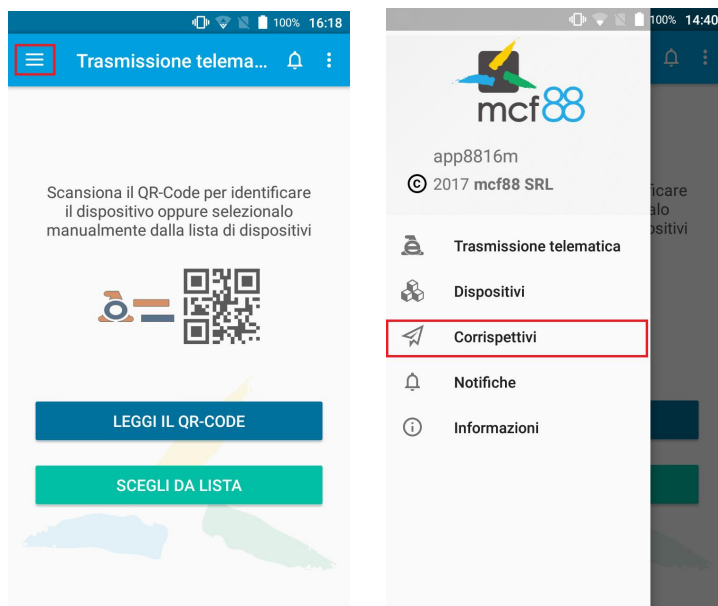 100% 16:18
Trasmissione telema...
Scansiona il QR-Code per identificare
il dispositivo oppure selezionalo
manualmente dalla lista di dispositivi
LEGGI IL QR-CODE
SCEGLI DA LISTA
100% 14:40
mcf88
app8816m
© 2017 mcf88 SRL
Trasmissione telematica
Dispositivi
Corrispettivi
Notifiche
Informazioni
ficare
alo
ositivi